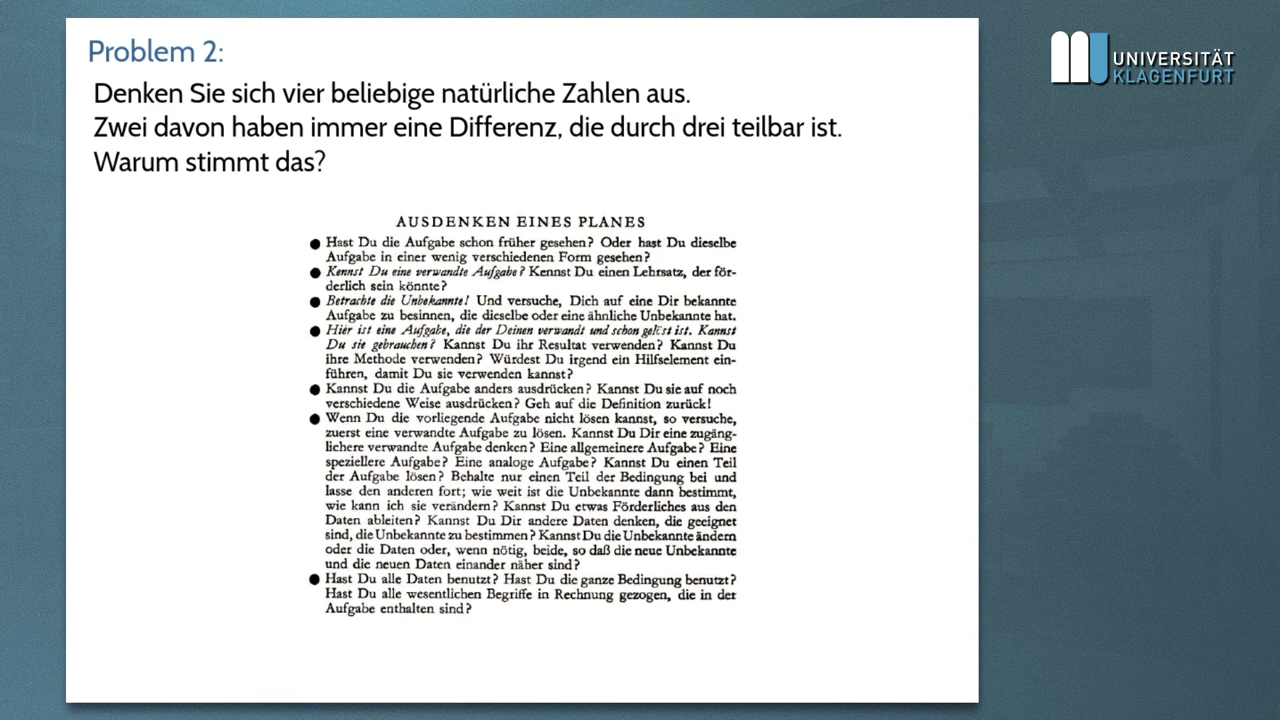 Problem 2:
Denken Sie sich vier beliebige natürliche Zahlen aus.
Zwei davon haben immer eine Differenz, die durch drei teilbar ist.
Warum stimmt das?
UNIVERSITÄT
KLAGENFURT
AUSDENKEN EINES PLANES
● Hast Du die Aufgabe schon früher gesehen? Oder hast Du dieselbe
Aufgabe in einer wenig verschiedenen Form gesehen?
● Kennst Du eine verwandte Aufgabe? Kennst Du einen Lehrsatz, der för-
derlich sein könnte?
● Betrachte die Unbekannte! Und versuche, Dich auf eine Dir bekannte
Aufgabe zu besinnen, die dieselbe oder eine ähnliche Unbekannte hat.
● Hier ist eine Aufgabe, die der Deinen verwandt und schon gelöst ist. Kannst
Du sie gebrauchen? Kannst Du ihr Resultat verwenden? Kannst Du
ihre Methode verwenden? Würdest Du irgend ein Hilfselement ein-
führen, damit Du sie verwenden kannst?
● Kannst Du die Aufgabe anders ausdrücken? Kannst Du sie auf noch
verschiedene Weise ausdrücken? Geh auf die Definition zurück!
● Wenn Du die vorliegende Aufgabe nicht lösen kannst, so versuche,
zuerst eine verwandte Aufgabe zu lösen. Kannst Du Dir eine zugäng-
lichere verwandte Aufgabe denken? Eine allgemeinere Aufgabe? Eine
speziellere Aufgabe? Eine analoge Aufgabe? Kannst Du einen Teil
der Aufgabe lösen? Behalte nur einen Teil der Bedingung bei und
lasse den anderen fort; wie weit ist die Unbekannte dann bestimmt,
wie kann ich sie verändern? Kannst Du etwas Förderliches aus den
Daten ableiten? Kannst Du Dir andere Daten denken, die geeignet
sind, die Unbekannte zu bestimmen? Kannst Du die Unbekannte ändern
oder die Daten oder, wenn nötig, beide, so daß die neue Unbekannte
und die neuen Daten einander näher sind?
● Hast Du alle Daten benutzt? Hast Du die ganze Bedingung benutzt?
Hast Du alle wesentlichen Begriffe in Rechnung gezogen, die in der
Aufgabe enthalten sind?